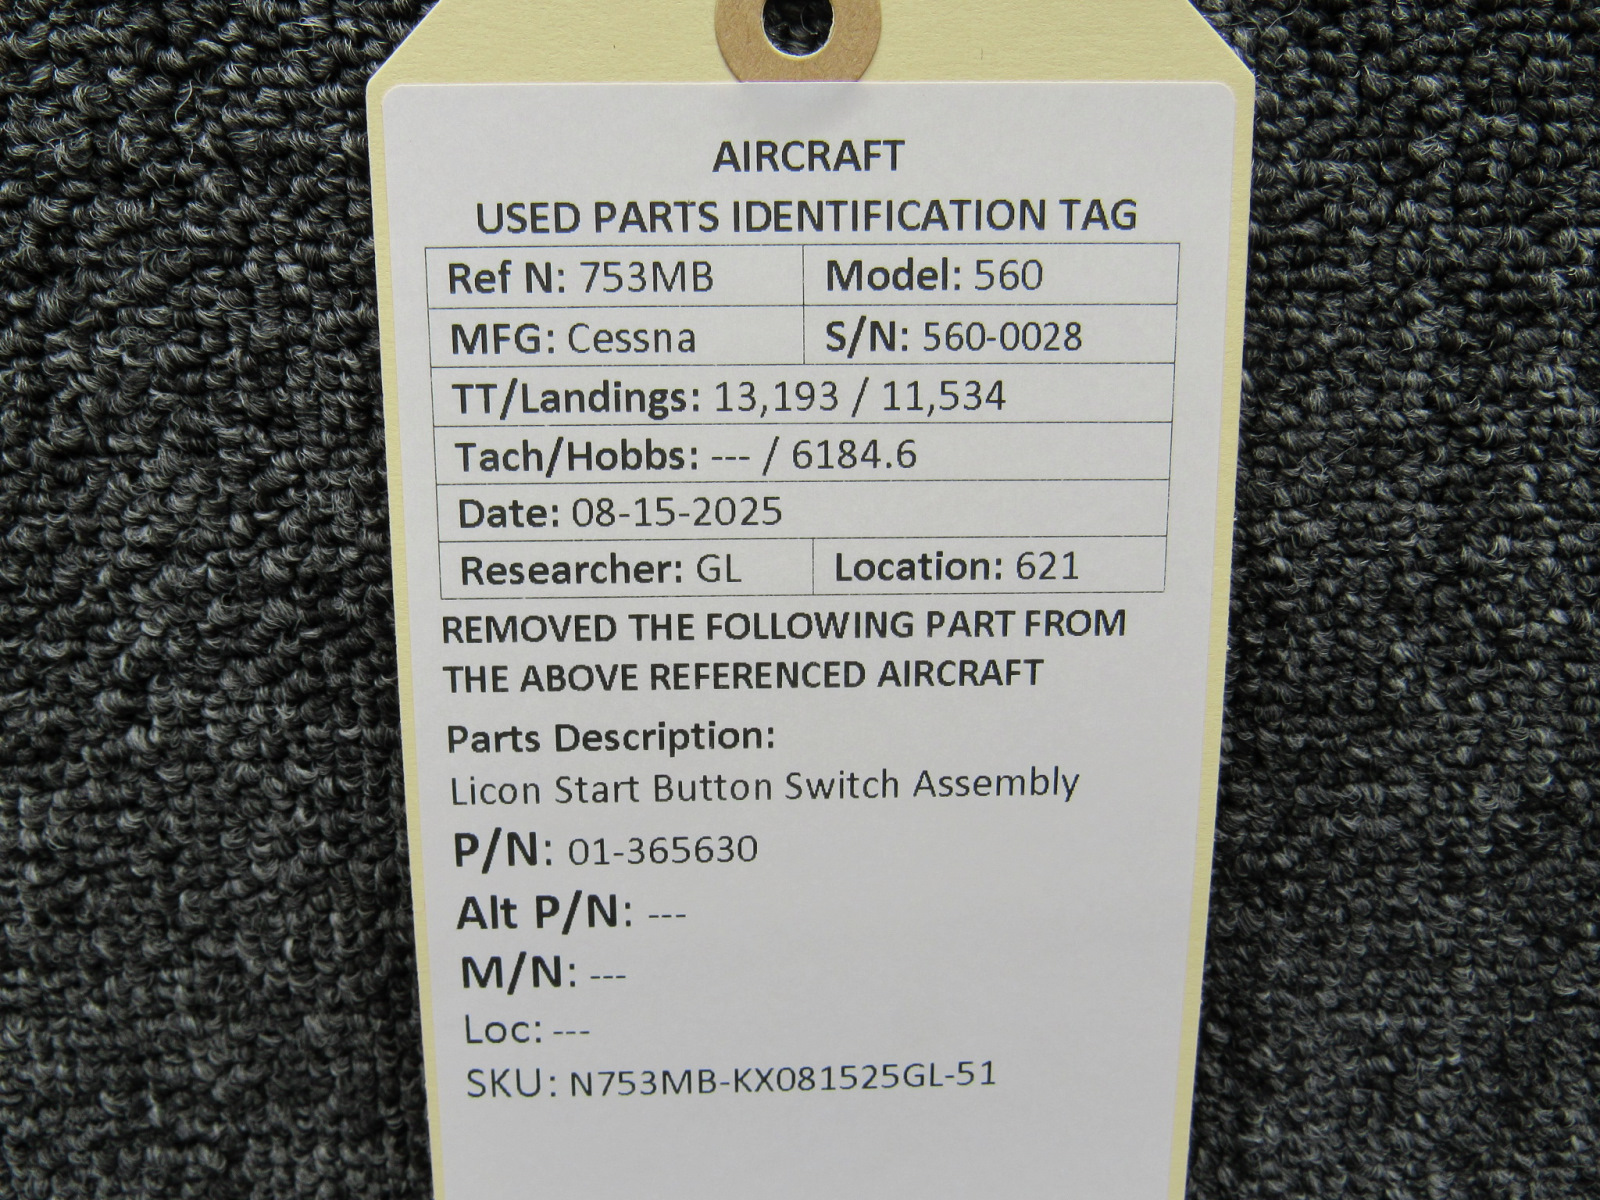 AIRCRAFT
USED PARTS IDENTIFICATION TAG
Ref N: 753MB Model: 560
MFG: Cessna S/N: 560-0028
TT/Landings: 13,193 / 11,534
Tach/Hobbs: --- / 6184.6
Date: 08-15-2025
Researcher: GL Location: 621
REMOVED THE FOLLOWING PART FROM
THE ABOVE REFERENCED AIRCRAFT
Parts Description:
Licon Start Button Switch Assembly
P/N: 01-365630
Alt P/N: ---
M/N: ---
Loc: ---
SKU: N753MB-KX081525GL-51